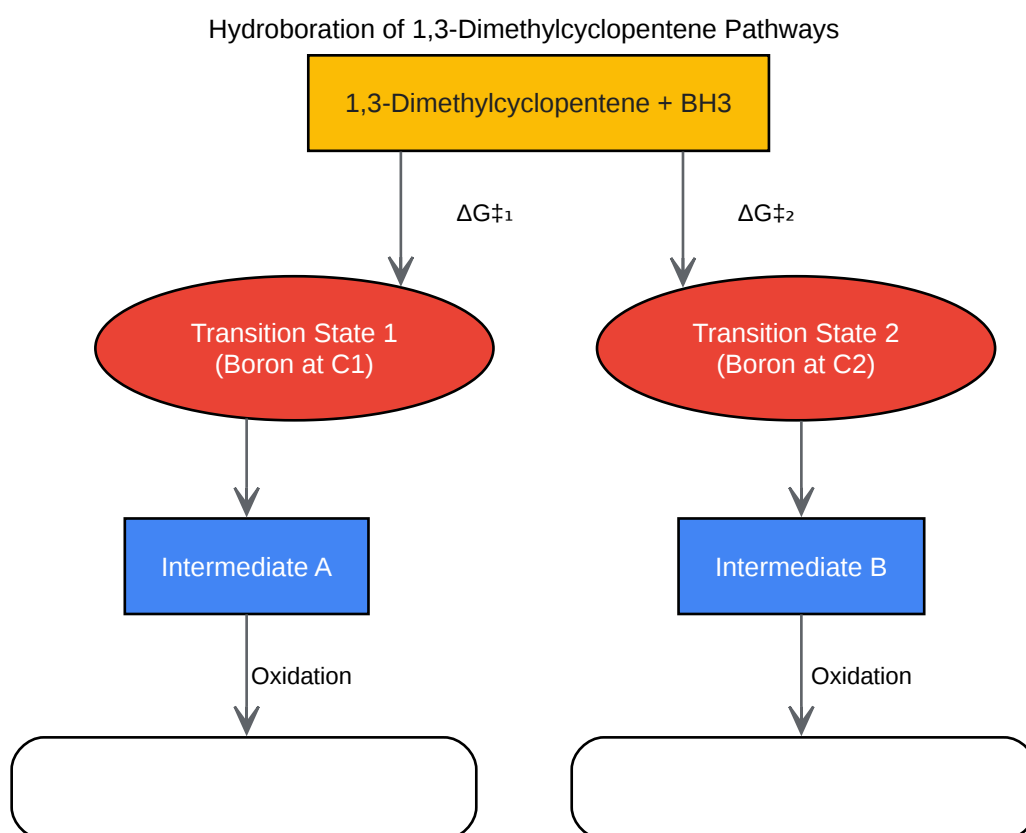 Hydroboration of 1,3-Dimethylcyclopentene Pathways
1,3-Dimethylcyclopentene + BH3
ΔG‡₁
ΔG‡₂
Transition State 1
(Boron at C1)
Transition State 2
(Boron at C2)
Intermediate A
Intermediate B
Oxidation
Oxidation